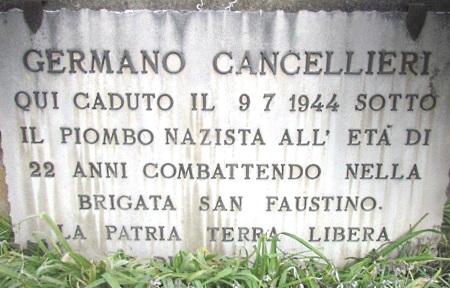 GERMANO CANCELLIERI
QUI CADUTO IL 9 7 1944 SOTTO
IL PIOMBO NAZISTA ALL' ETÀ DI
22 ANNI COMBATTENDO NELLA
BRIGATA SAN FAUSTINO.
LA PATRIA TERRA LIBERA